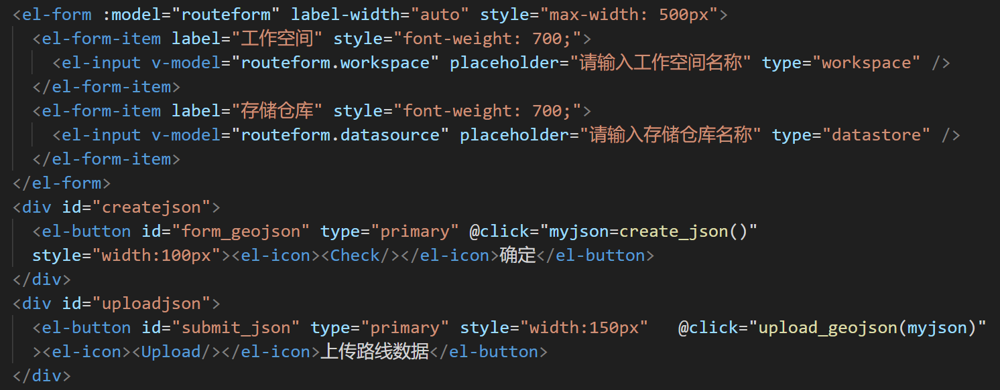 <el-form :model="routeform" label-width="auto" style="max-width: 500px">
  <el-form-item label="工作空间" style="font-weight: 700;">
    <el-input v-model="routeform.workspace" placeholder="请输入工作空间名称" type="workspace" />
  </el-form-item>
  <el-form-item label="存储仓库" style="font-weight: 700;">
    <el-input v-model="routeform.datasource" placeholder="请输入存储仓库名称" type="datastore" />
  </el-form-item>
</el-form>
<div id="createjson">
  <el-button id="form_geojson" type="primary" @click="myjson=create_json()"
  style="width:100px"><el-icon><Check/></el-icon>确定</el-button>
</div>
<div id="uploadjson">
  <el-button id="submit_json" type="primary" style="width:150px"   @click="upload_geojson(myjson)"
  ><el-icon><Upload/></el-icon>上传路线数据</el-button>
</div>